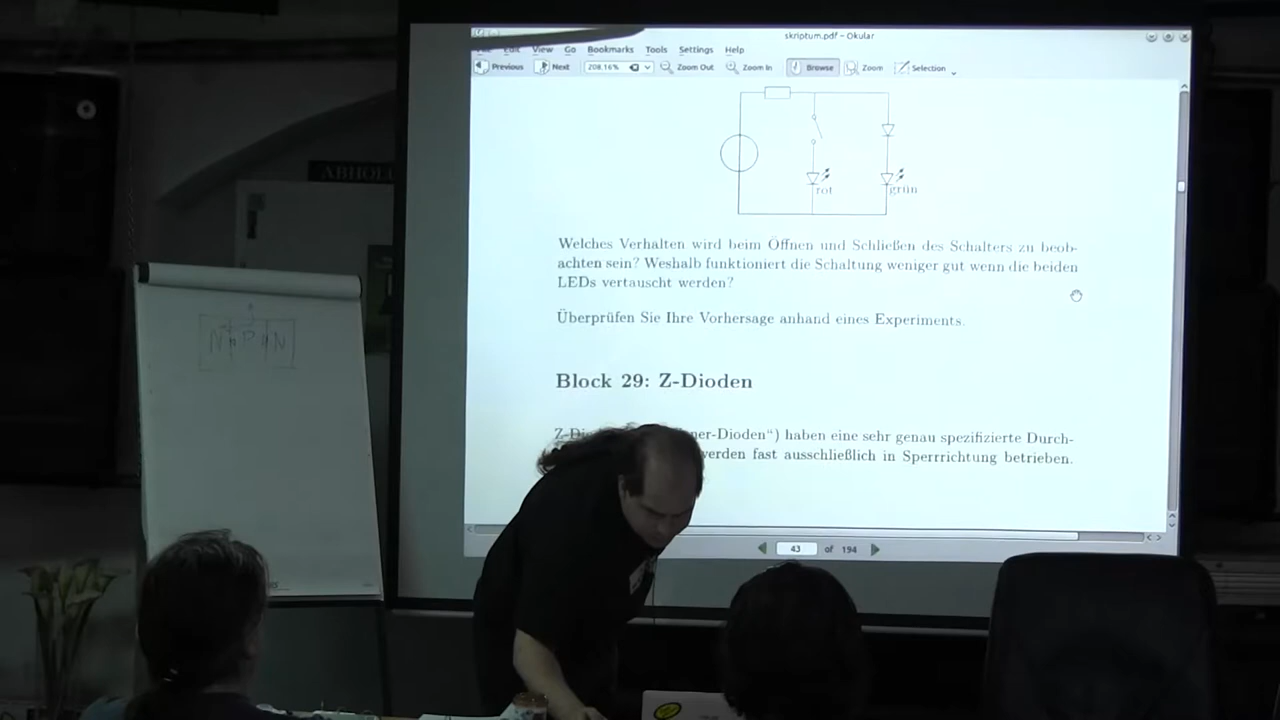 skriptum.pdf – Okular
Edit View Go Bookmarks Tools Settings Help
Previous Next 208.16% Zoom Out Zoom In Browse Zoom Selection
ABHOL
rot
grün
Welches Verhalten wird beim Öffnen und Schließen des Schalters zu beob-
achten sein? Weshalb funktioniert die Schaltung weniger gut wenn die beiden
LEDs vertauscht werden?
Überprüfen Sie Ihre Vorhersage anhand eines Experiments.
Block 29: Z-Dioden
ner-Dioden“) haben eine sehr genau spezifizierte Durch-
werden fast ausschließlich in Sperrrichtung betrieben.
43 of 194
N P N